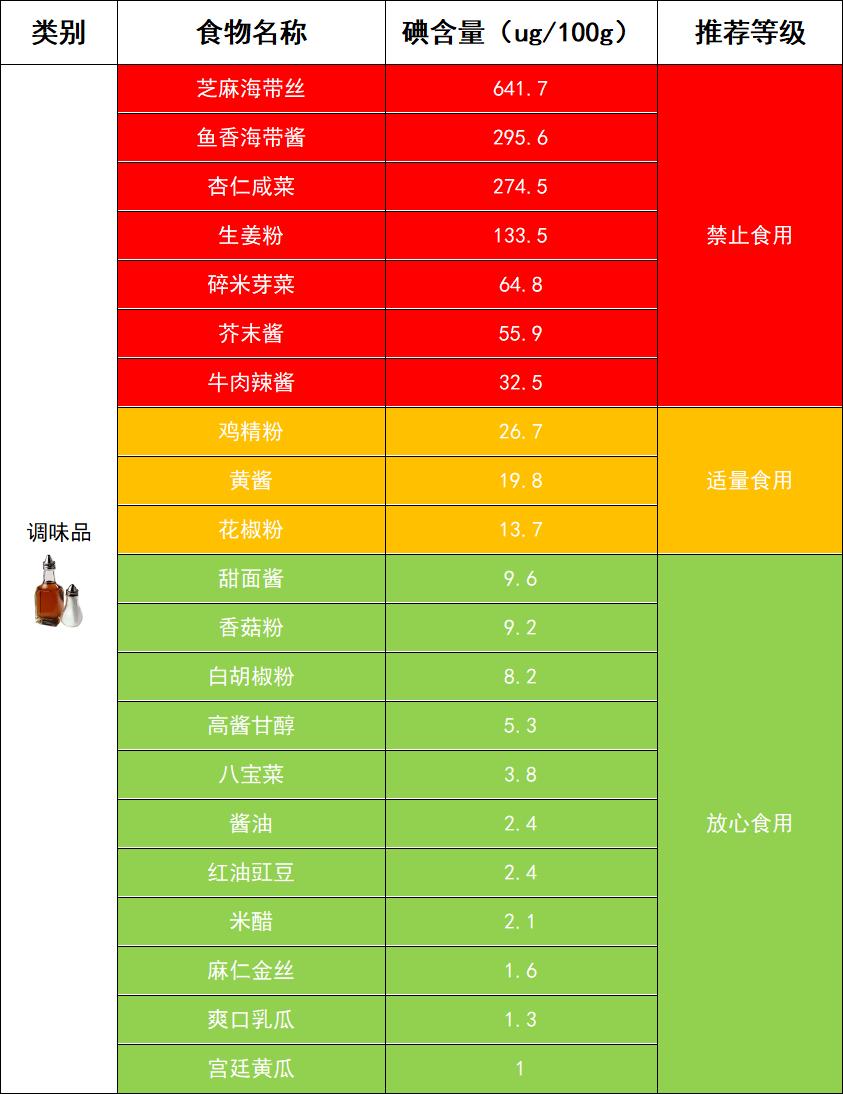 类别 食物名称 碘含量（ug/100g） 推荐等级
芝麻海带丝 641.7
鱼香海带酱 295.6
杏仁咸菜 274.5
生姜粉 133.5 禁止食用
碎米芽菜 64.8
芥末酱 55.9
牛肉辣酱 32.5
鸡精粉 26.7
黄酱 19.8 适量食用
调味品 花椒粉 13.7
甜面酱 9.6
香菇粉 9.2
白胡椒粉 8.2
高酱甘醇 5.3
八宝菜 3.8
酱油 2.4 放心食用
红油豇豆 2.4
米醋 2.1
麻仁金丝 1.6
爽口乳瓜 1.3
宫廷黄瓜 1